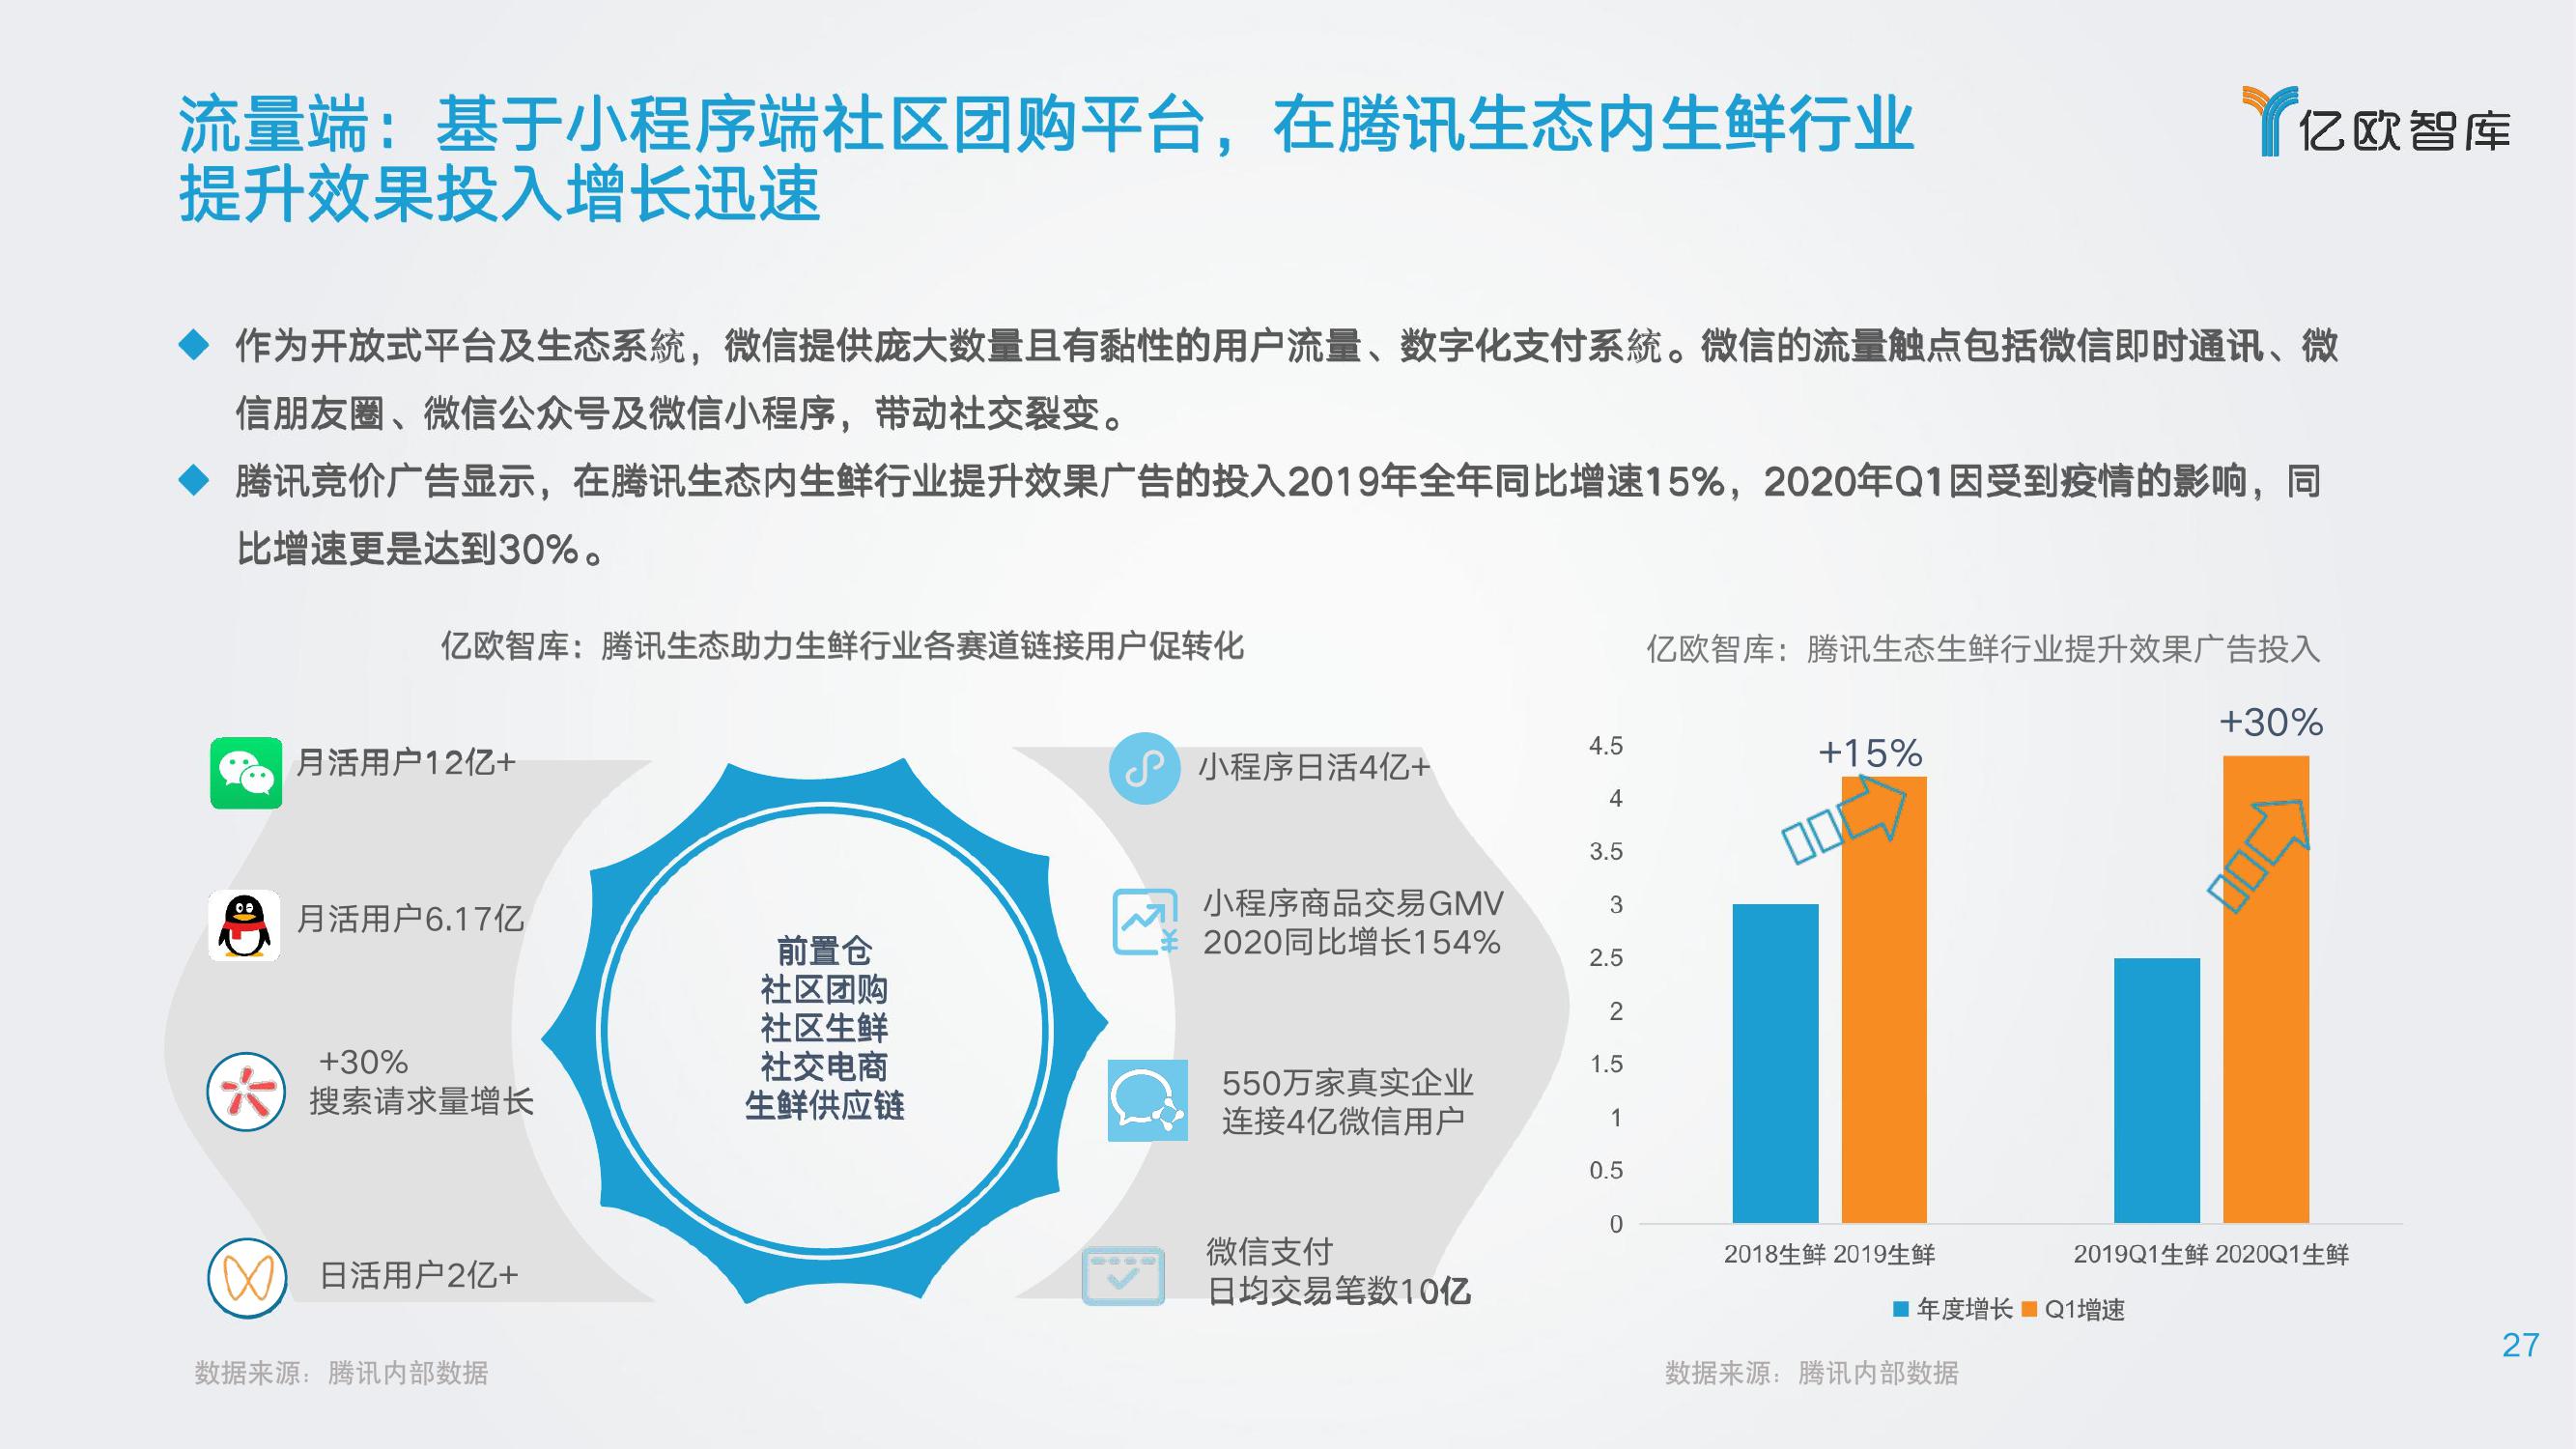 流量端：基于小程序端社区团购平台，在腾讯生态内生鲜行业
提升效果投入增长迅速
亿欧智库
作为开放式平台及生态系統，微信提供庞大数量且有黏性的用户流量、数字化支付系統。微信的流量触点包括微信即时通讯、微
信朋友圈、微信公众号及微信小程序，带动社交裂变。
腾讯竞价广告显示，在腾讯生态内生鲜行业提升效果广告的投入2019年全年同比增速15%，2020年Q1因受到疫情的影响，同
比增速更是达到30%。
亿欧智库：腾讯生态助力生鲜行业各赛道链接用户促转化
月活用户12亿+
月活用户6.17亿
+30%
搜索请求量增长
日活用户2亿+
前置仓
社区团购
社区生鲜
社交电商
生鲜供应链
小程序日活4亿+
小程序商品交易GMV
2020同比增长154%
550万家真实企业
连接4亿微信用户
微信支付
日均交易笔数10亿
数据来源：腾讯内部数据
亿欧智库：腾讯生态生鲜行业提升效果广告投入
+15%
+30%
4.5
4
3.5
3
2.5
2
1.5
1
0.5
0
2018生鲜 2019生鲜
2019Q1生鲜 2020Q1生鲜
年度增长 Q1增速
数据来源：腾讯内部数据
27